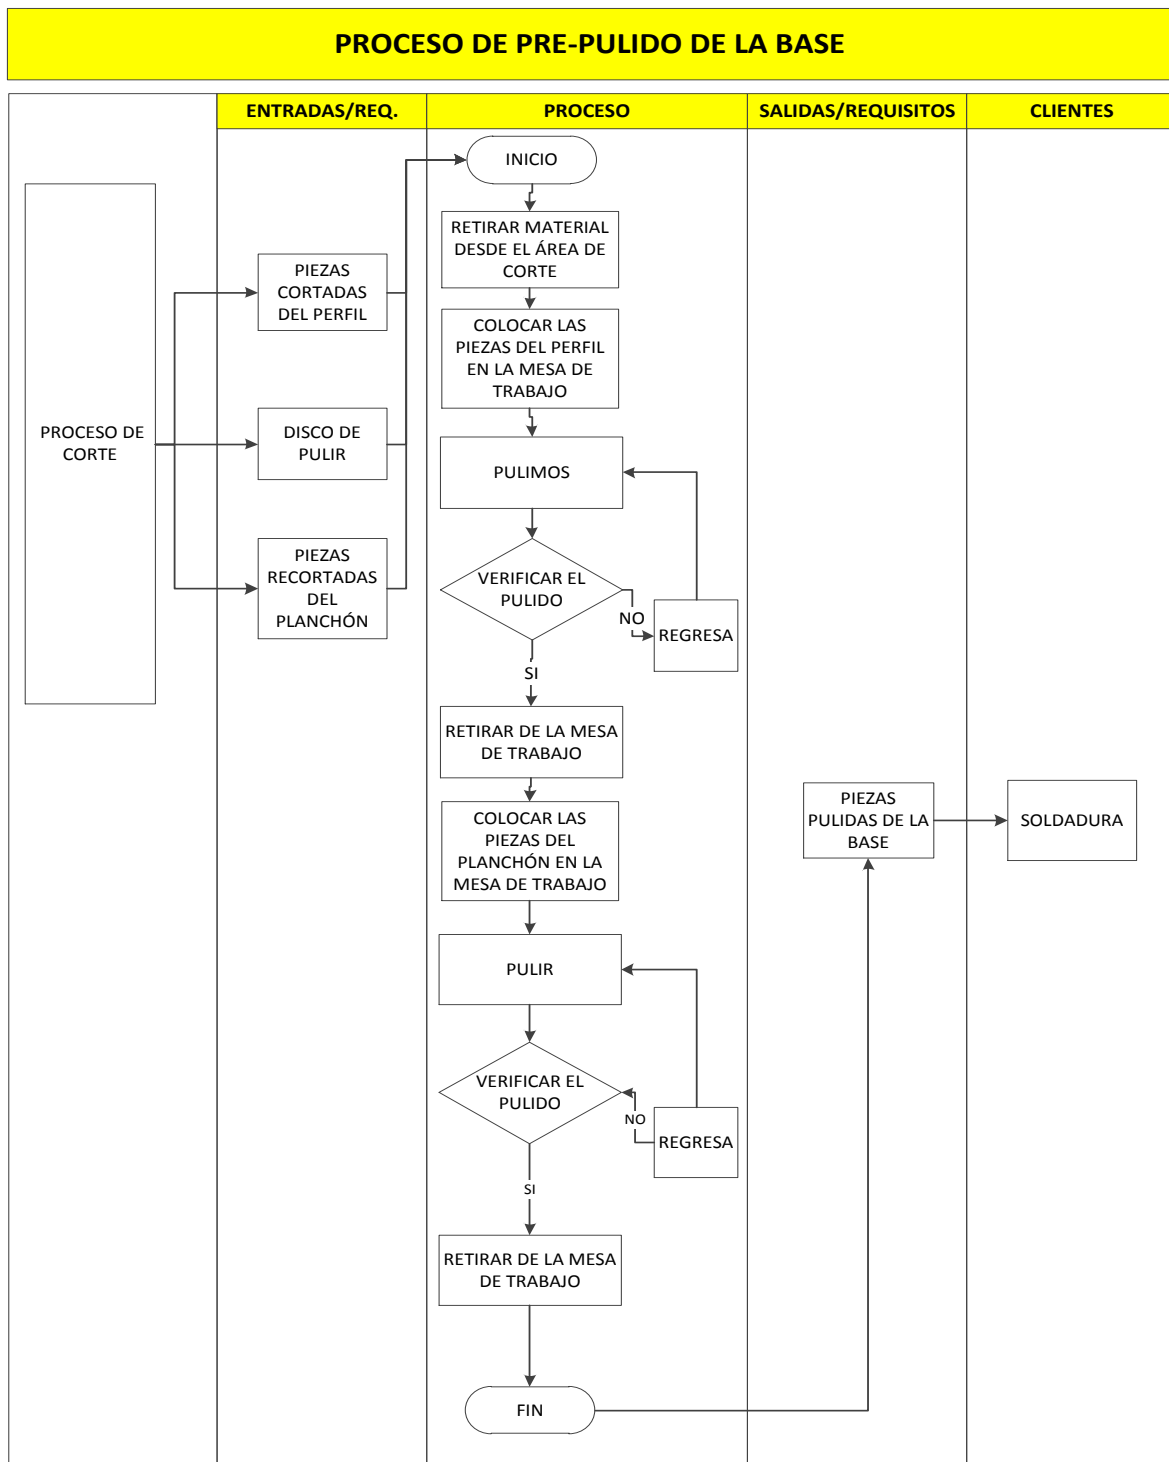 PROCESO DE PRE-PULIDO DE LA BASE
ENTRADAS/REQ.
PROCESO
SALIDAS/REQUISITOS
CLIENTES
PROCESO DE
CORTE
PIEZAS
CORTADAS
DEL PERFIL
DISCO DE
PULIR
PIEZAS
RECORTADAS
DEL
PLANCHÓN
INICIO
RETIRAR MATERIAL
DESDE EL ÁREA DE
CORTE
COLOCAR LAS
PIEZAS DEL PERFIL
EN LA MESA DE
TRABAJO
PULIMOS
VERIFICAR EL
PULIDO
NO
REGRESA
SI
RETIRAR DE LA MESA
DE TRABAJO
COLOCAR LAS
PIEZAS DEL
PLANCHÓN EN LA
MESA DE TRABAJO
PULIR
VERIFICAR EL
PULIDO
NO
REGRESA
SI
RETIRAR DE LA MESA
DE TRABAJO
FIN
PIEZAS
PULIDAS DE LA
BASE
SOLDADURA